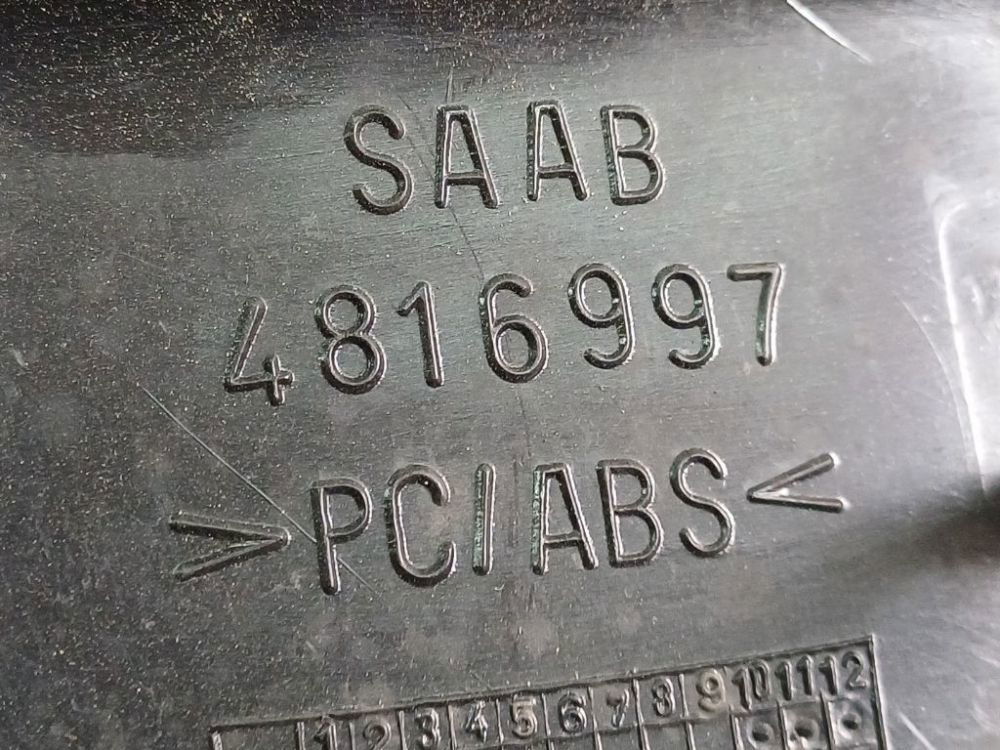 SAAB
4816997
>PC/ABS<
1 2 3 4 5 6 7 8 9 10 11 12